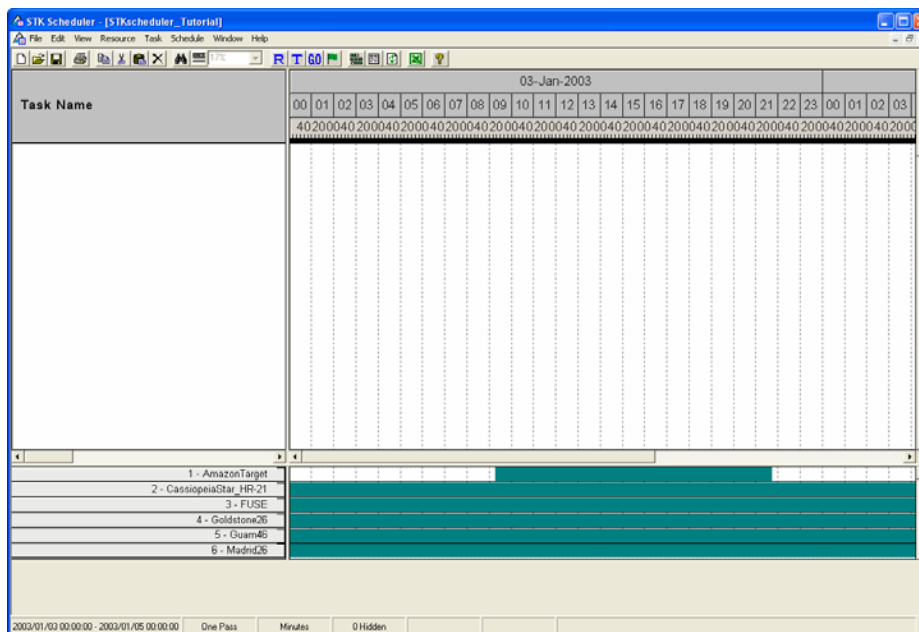 STK Scheduler - [STKscheduler_Tutorial]
File Edit View Resource Task Schedule Window Help
17% R T GO ?
03-Jan-2003
Task Name
00 01 02 03 04 05 06 07 08 09 10 11 12 13 14 15 16 17 18 19 20 21 22 23 00 01 02 03
1 - AmazonTarget
2 - CassiopeiaStar_HR-21
3 - FUSE
4 - Goldstone26
5 - Guam46
6 - Madrid26
2003/01/03 00:00:00 - 2003/01/05 00:00:00 One Pass Minutes 0 Hidden